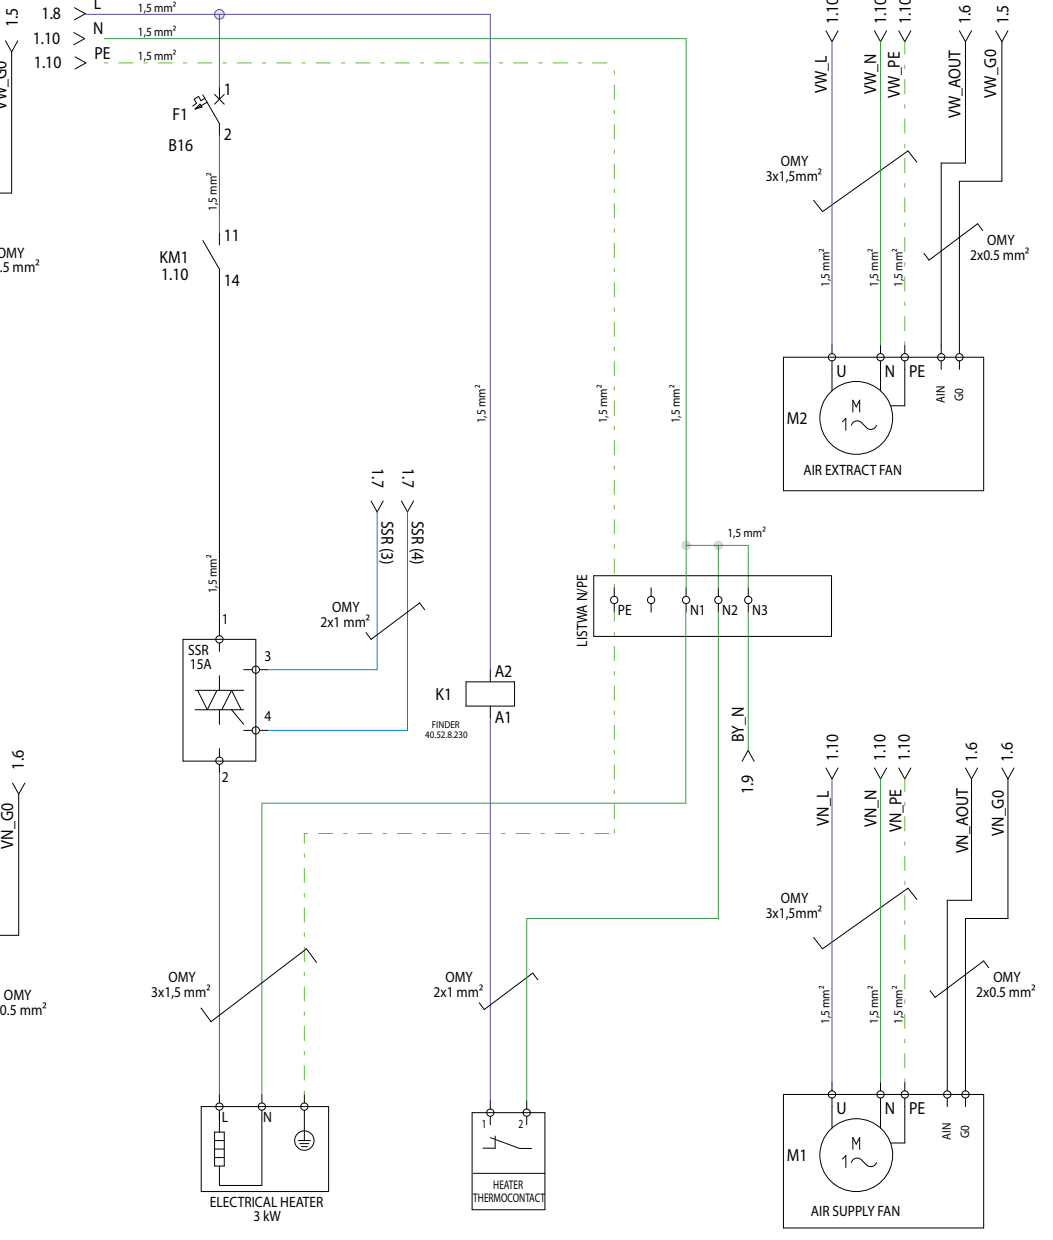 1.5
VW_G0
OMY
.5 mm²
1.6
VN_G0
OMY
0.5 mm²
1.8
L
1,5 mm²
1.10
N
1,5 mm²
1.10
PE
1,5 mm²
1
F1
2
B16
1,5 mm²
11
KM1
1.10
14
1,5 mm²
1
SSR
15A
3
4
2
1.7
1.7
SSR (3)
SSR (4)
OMY
2x1 mm²
1,5 mm²
1,5 mm²
1,5 mm²
A2
K1
A1
FINDER
40.52.8.230
1,5 mm²
LISTWA N/PE
PE
N1
N2
N3
BY_N
1.9
OMY
3x1,5 mm²
L
N
ELECTRICAL HEATER
3 kW
OMY
2x1 mm²
1
2
HEATER
THERMOCONTACT
1.10
1.10
1.10
1.6
1.5
VW_L
VW_N
VW_PE
VW_AOUT
VW_G0
OMY
3x1,5mm²
OMY
2x0.5 mm²
1,5 mm²
1,5 mm²
1,5 mm²
U
N
PE
AIN
G0
M2
M
1
AIR EXTRACT FAN
1.10
1.10
1.10
1.6
1.6
VN_L
VN_N
VN_PE
VN_AOUT
VN_G0
OMY
3x1,5mm²
OMY
2x0.5 mm²
1,5 mm²
1,5 mm²
1,5 mm²
U
N
PE
AIN
G0
M1
M
1
AIR SUPPLY FAN